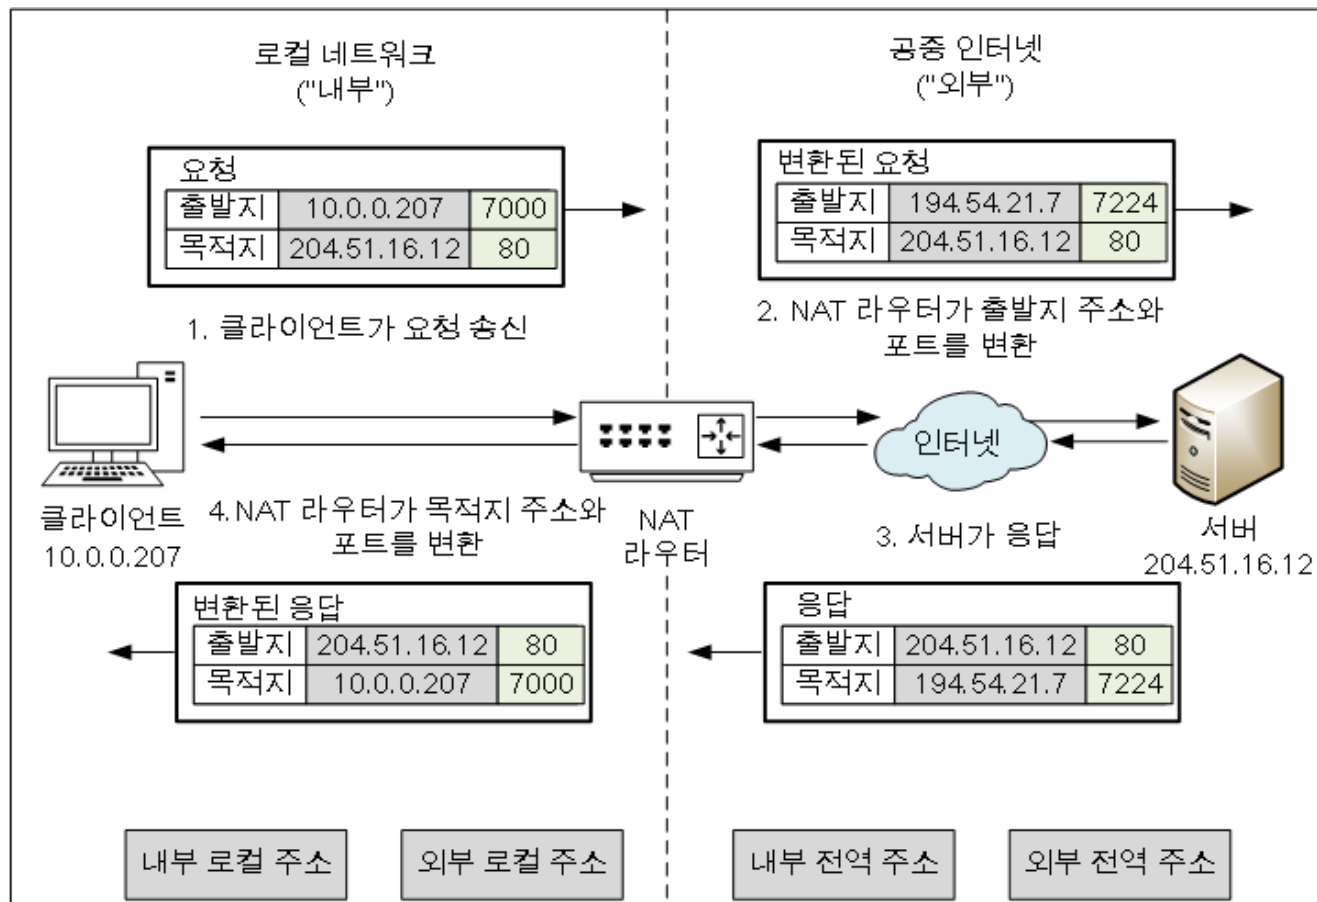 로컬 네트워크
("내부")
공중 인터넷
("외부")
요청
출발지 10.0.0.207 7000
목적지 204.51.16.12 80
변환된 요청
출발지 194.54.21.7 7224
목적지 204.51.16.12 80
1. 클라이언트가 요청 송신
2. NAT 라우터가 출발지 주소와
포트를 변환
인터넷
클라이언트
10.0.0.207
4. NAT 라우터가 목적지 주소와
포트를 변환
NAT
라우터
3. 서버가 응답
서버
204.51.16.12
변환된 응답
출발지 204.51.16.12 80
목적지 10.0.0.207 7000
응답
출발지 204.51.16.12 80
목적지 194.54.21.7 7224
내부 로컬 주소
외부 로컬 주소
내부 전역 주소
외부 전역 주소